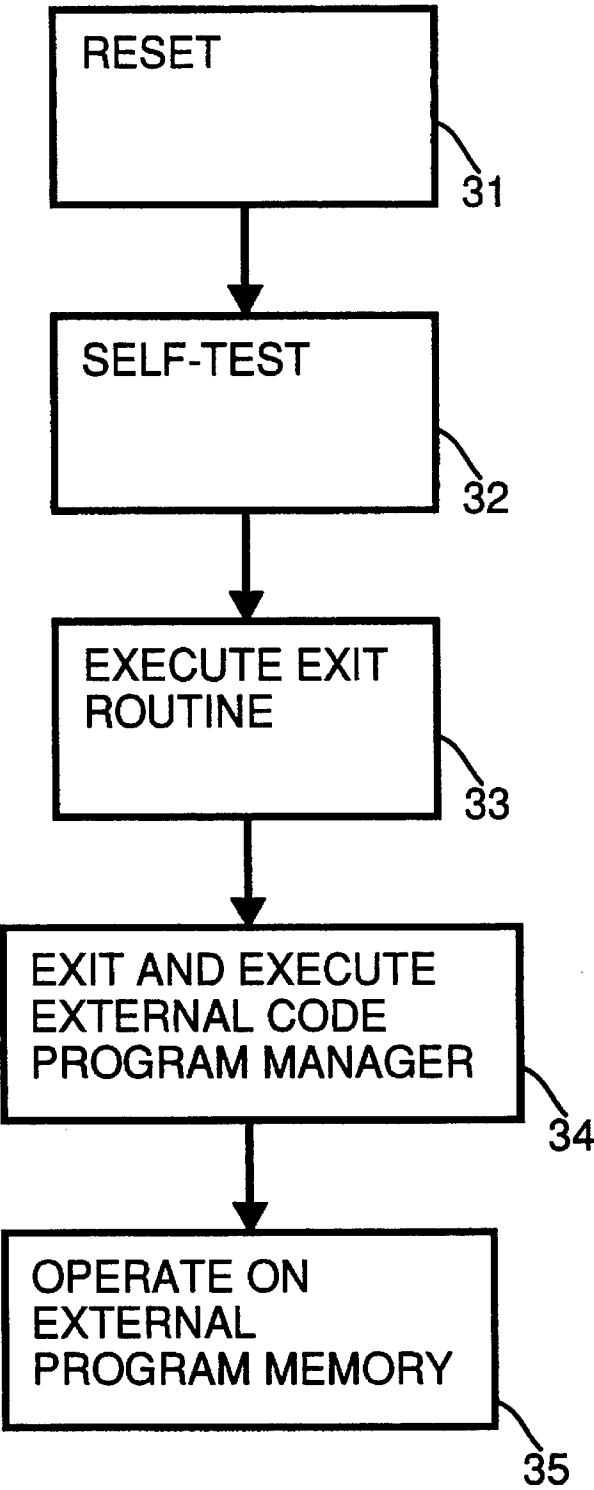 RESET
31
SELF-TEST
32
EXECUTE EXIT
ROUTINE
33
EXIT AND EXECUTE
EXTERNAL CODE
PROGRAM MANAGER
34
OPERATE ON
EXTERNAL
PROGRAM MEMORY
35